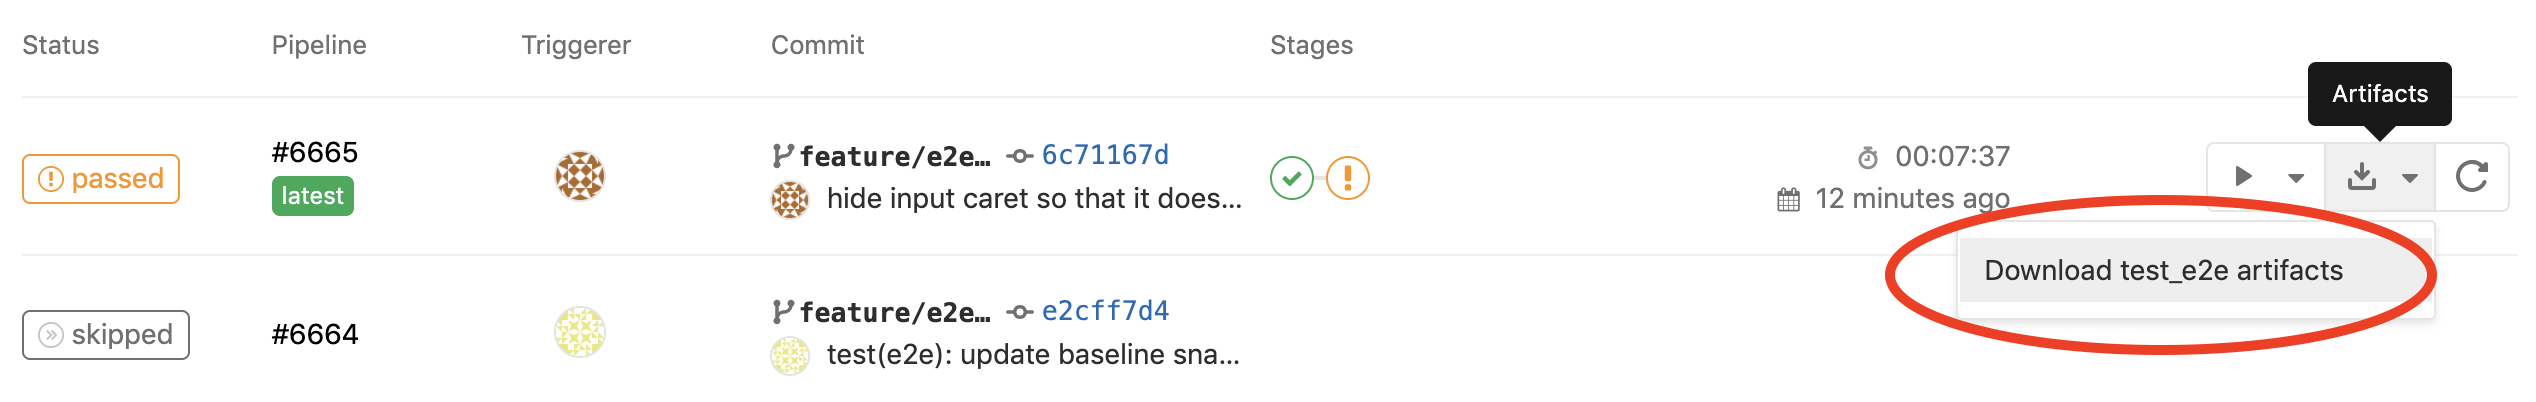 Status Pipeline Triggerer Commit Stages
Artifacts
passed #6665 feature/e2e… 6c71167d 00:07:37
latest hide input caret so that it does... 12 minutes ago
Download test_e2e artifacts
skipped #6664 feature/e2e… e2cff7d4
test(e2e): update baseline sna...